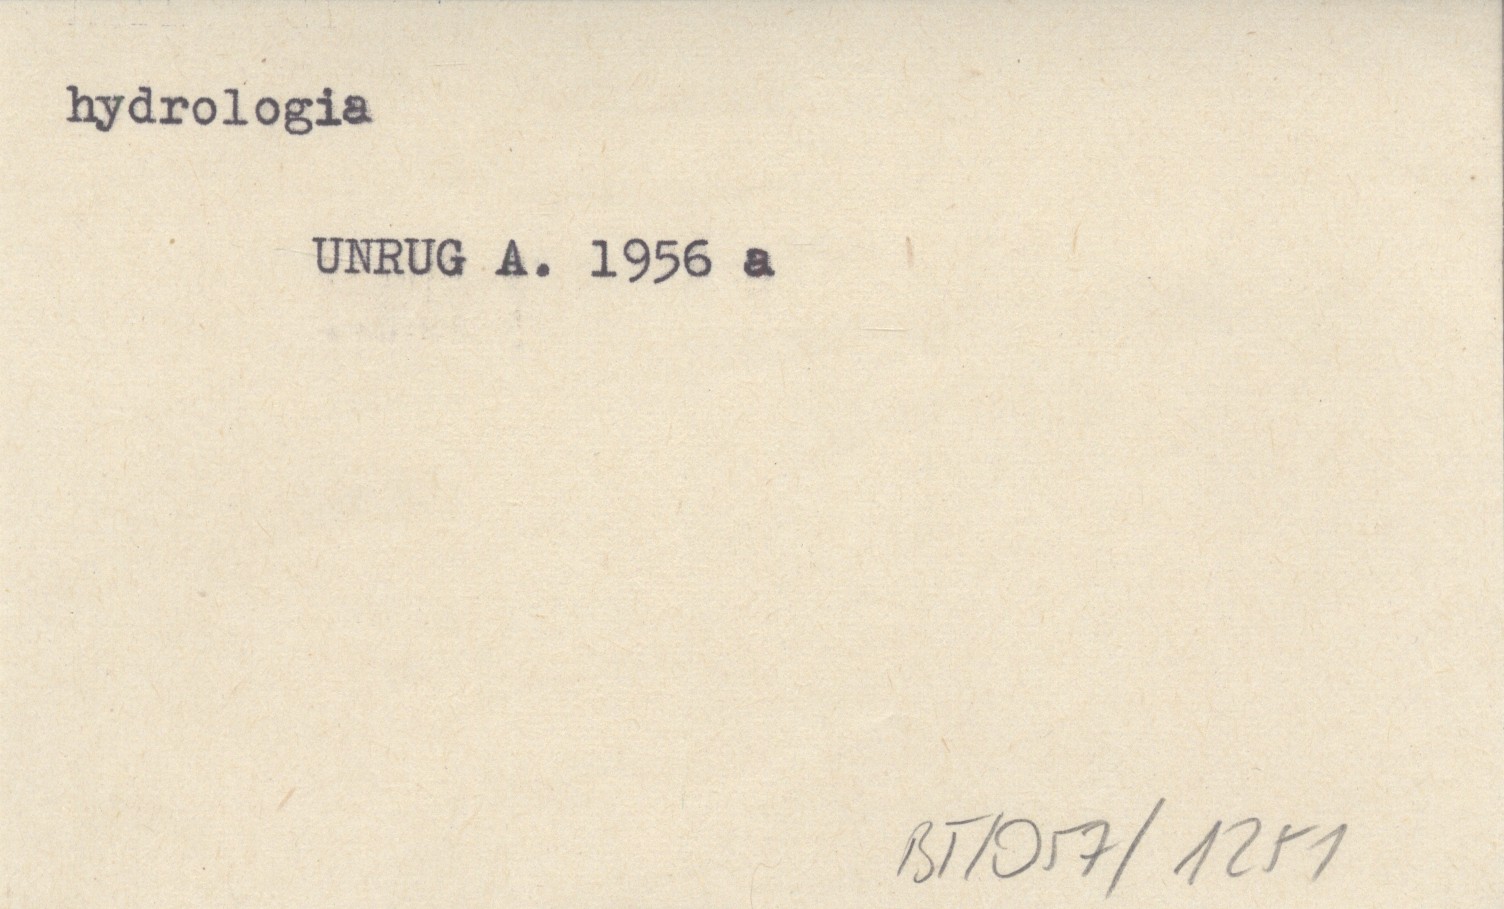 hydrologia
UNRUG A. 1956 a
BT/057/1251